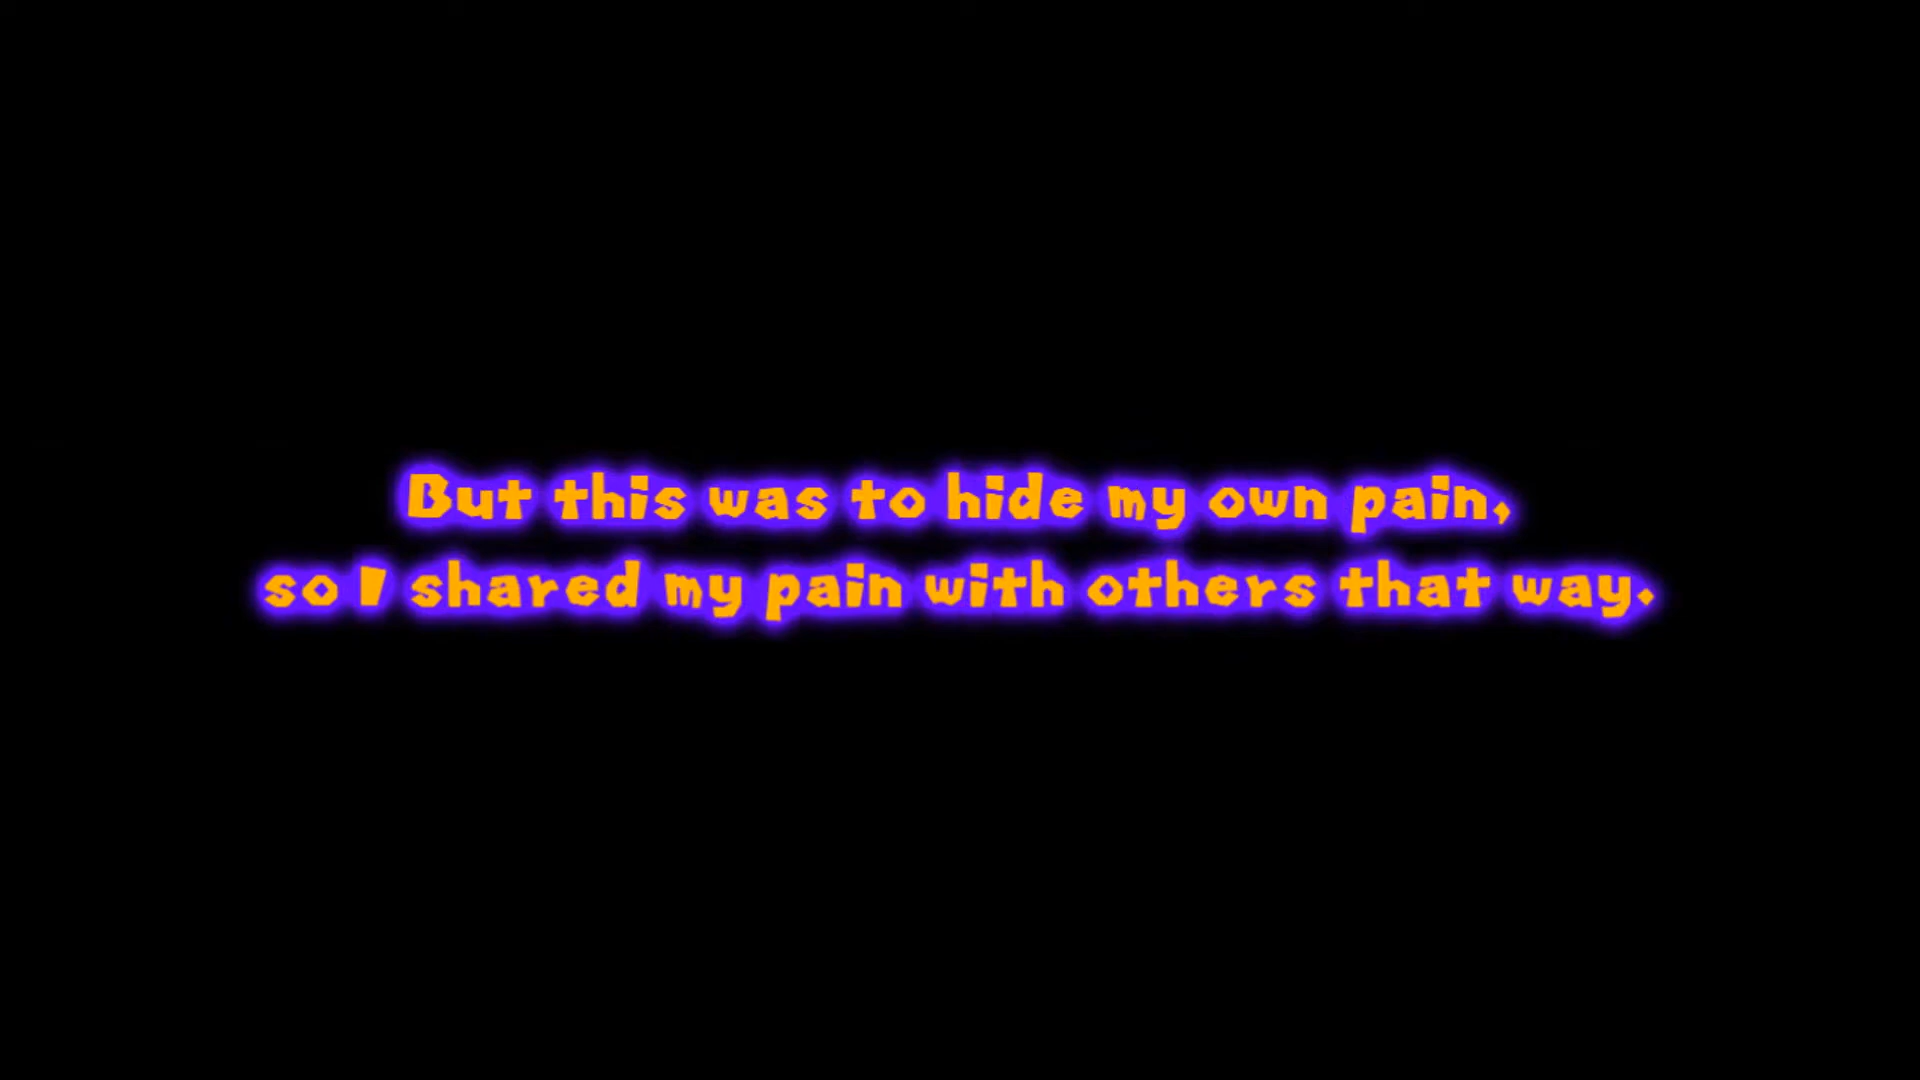 But this was to hide my own pain,
so I shared my pain with others that way.